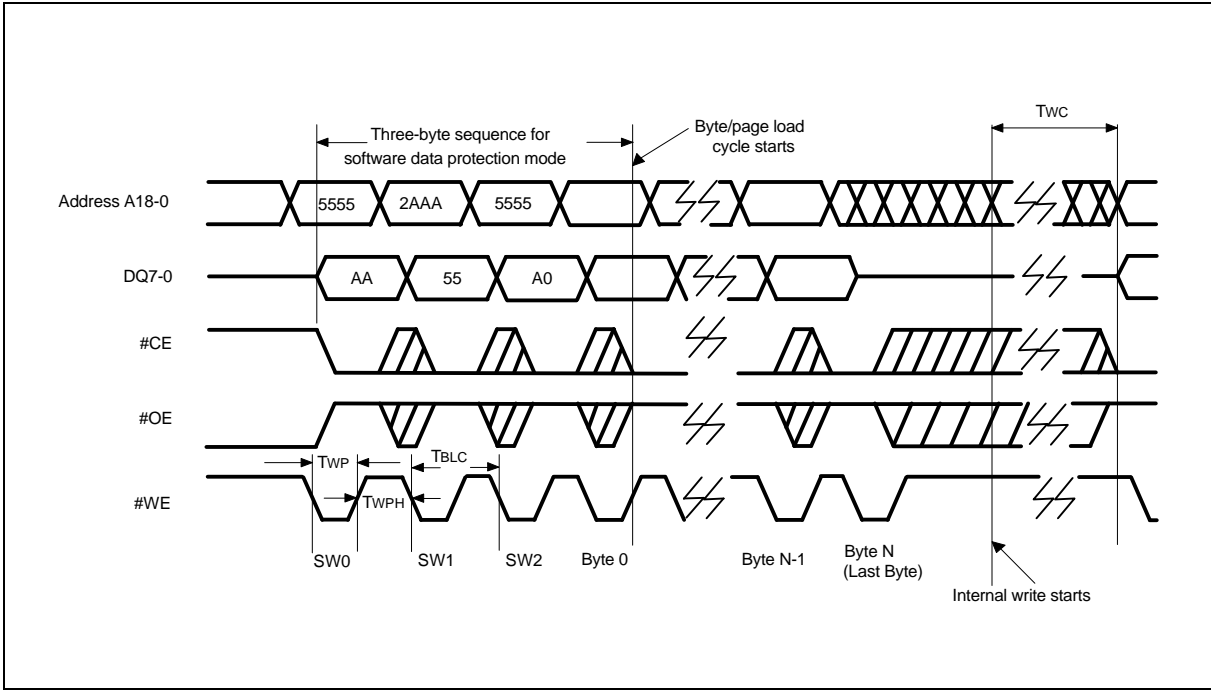 Three-byte sequence for
software data protection mode
Byte/page load
cycle starts
TWC
Address A18-0
5555
2AAA
5555
DQ7-0
AA
55
A0
#CE
#OE
TWP
TBLC
#WE
TWPH
SW0
SW1
SW2
Byte 0
Byte N-1
Byte N
(Last Byte)
Internal write starts